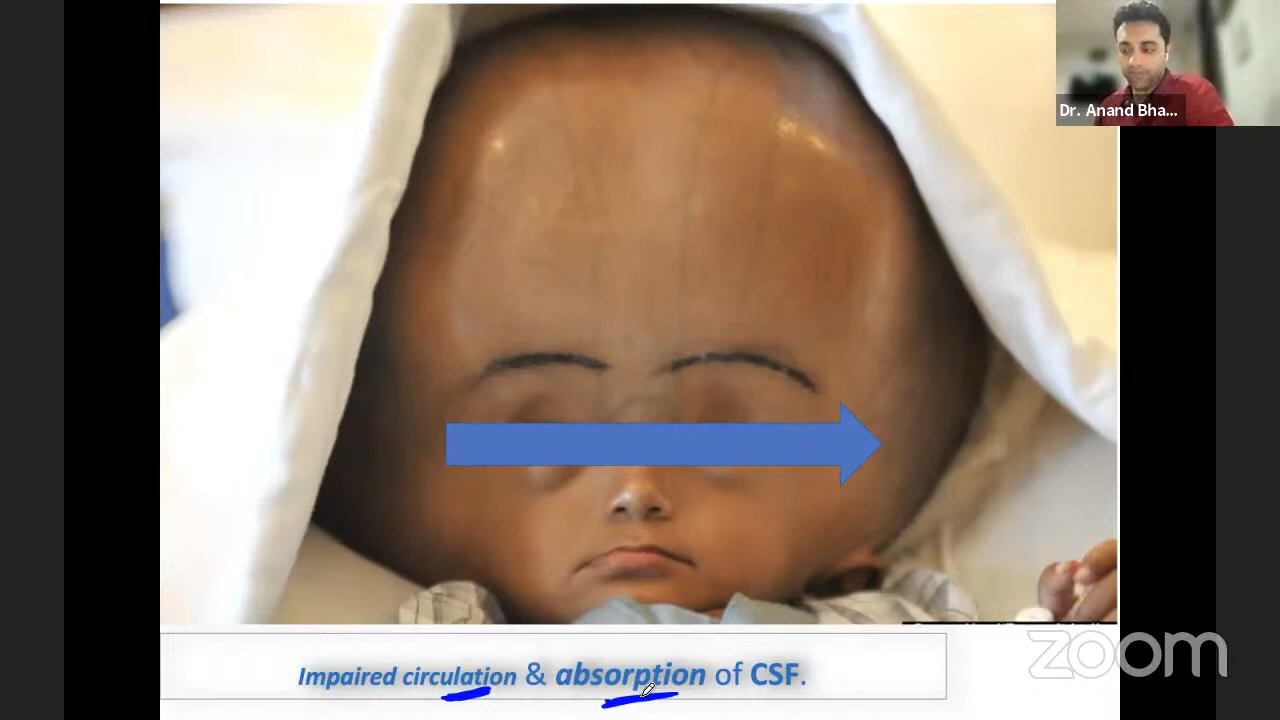 Dr. Anand Bha...
Impaired circulation & absorption of CSF.
zoom